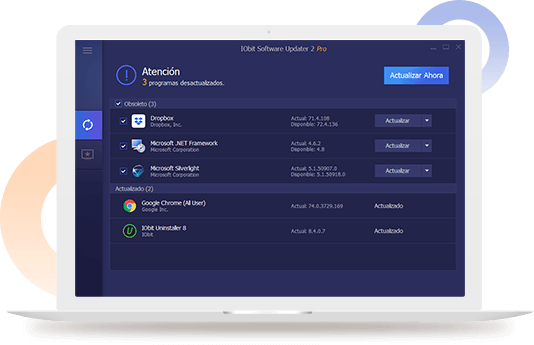 IObit Software Updater 2 Pro
Atención
3 programas desactualizados.
Actualizar Ahora
Obsoleto (3)
Dropbox
Dropbox, Inc.
Actual: 71.4.108
Disponible: 72.4.136
Actualizar
Microsoft .NET Framework
Microsoft Corporation
Actual: 4.6.2
Disponible: 4.8
Actualizar
Microsoft Silverlight
Microsoft Corporation
Actual: 5.1.50907.0
Disponible: 5.1.50918.0
Actualizar
Actualizado (2)
Google Chrome (All User)
Google Inc.
Actual: 74.0.3729.169
Actualizado
IObit Uninstaller 8
IObit
Actual: 8.4.0.7
Actualizado